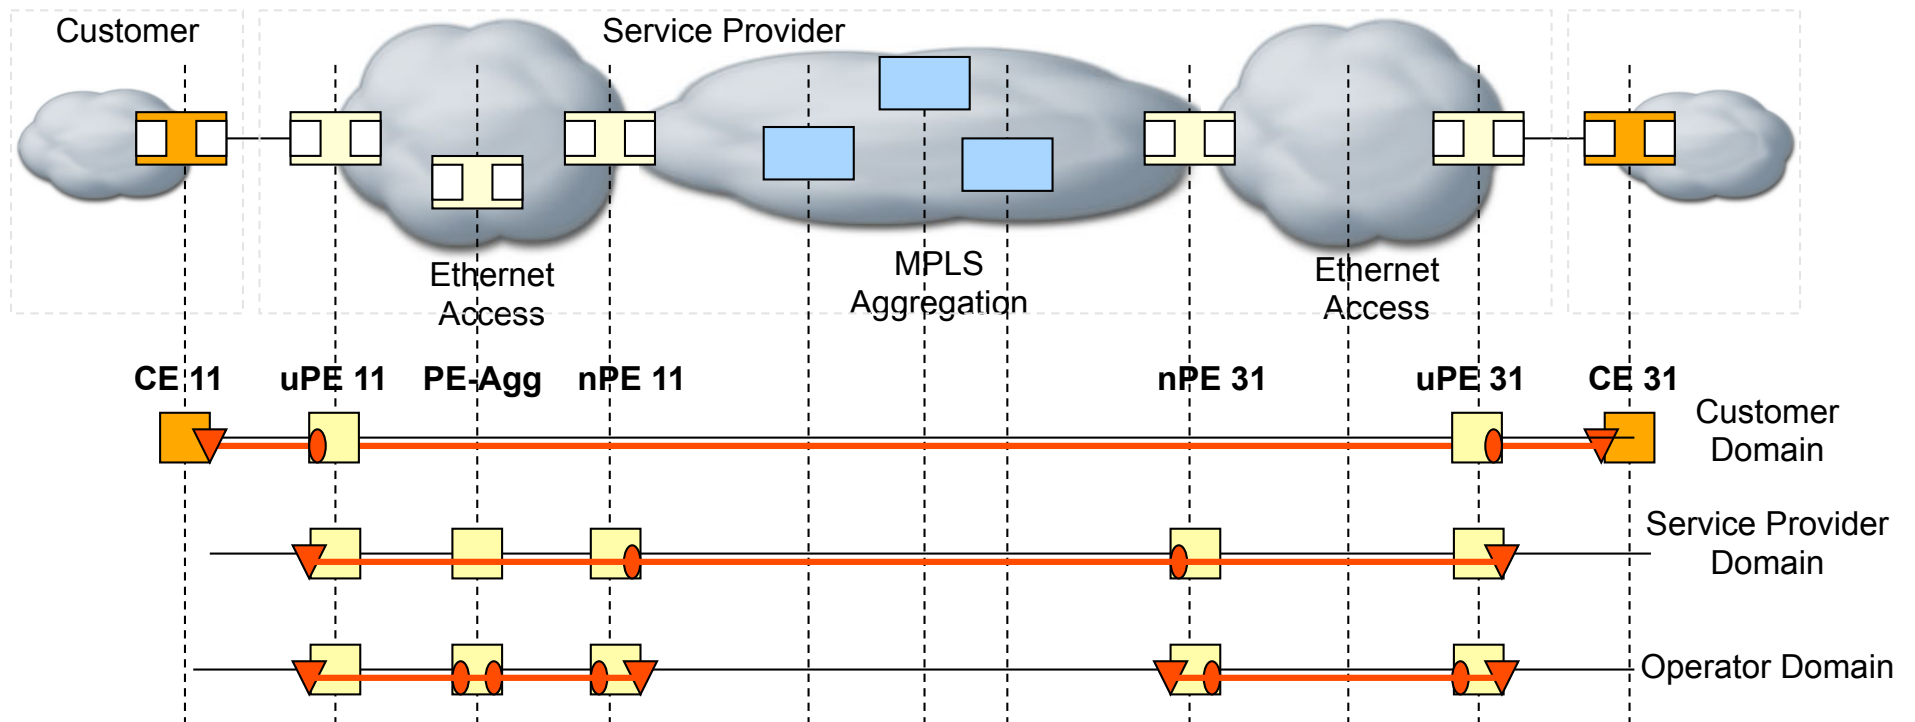 Customer
Service Provider
Ethernet
Access
MPLS
Aggregation
Ethernet
Access
CE 11
uPE 11
PE-Agg
nPE 11
nPE 31
uPE 31
CE 31
Customer
Domain
Service Provider
Domain
Operator Domain